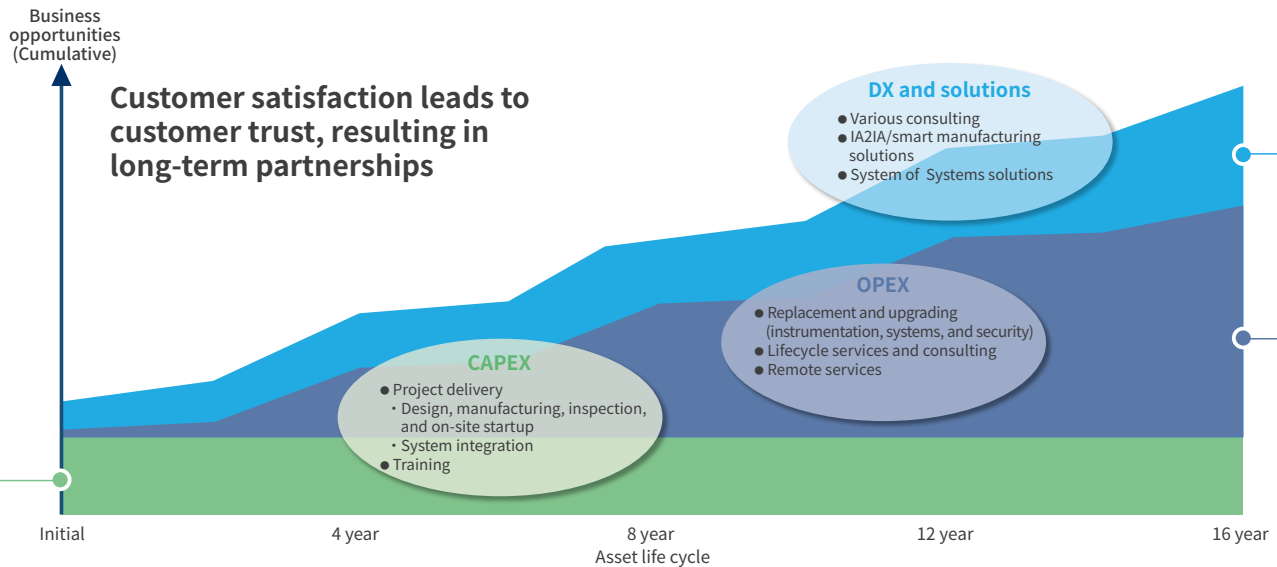 Business
opportunities
(Cumulative)
Customer satisfaction leads to
customer trust, resulting in
long-term partnerships
DX and solutions
● Various consulting
● IA2IA/smart manufacturing
solutions
● System of Systems solutions
OPEX
● Replacement and upgrading
(instrumentation, systems, and security)
● Lifecycle services and consulting
● Remote services
CAPEX
● Project delivery
・Design, manufacturing, inspection,
and on-site startup
・System integration
● Training
Initial
4 year
8 year
12 year
16 year
Asset life cycle